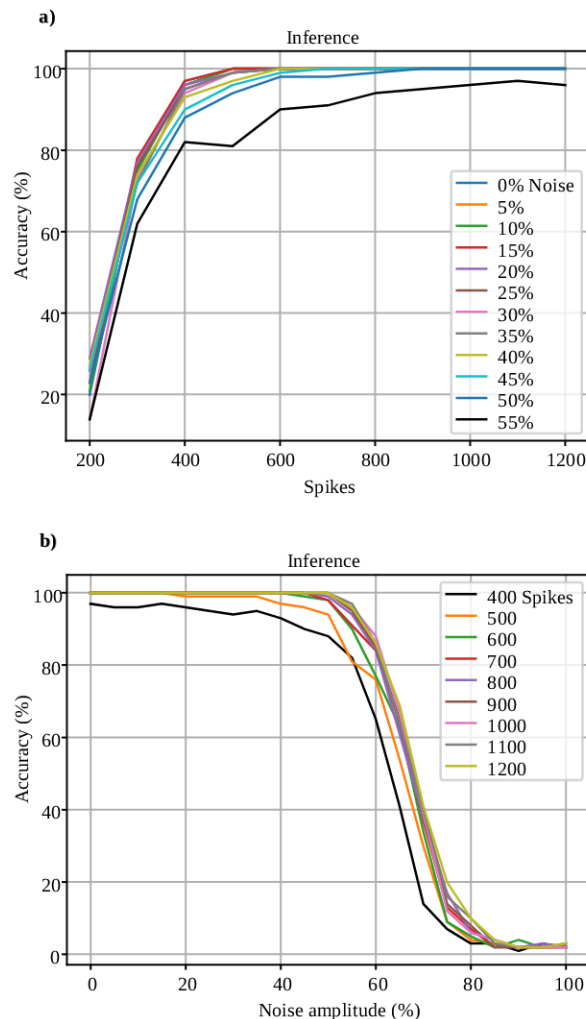 a)
Inference
100
80
60
40
20
Accuracy (%)
0% Noise
5%
10%
15%
20%
25%
30%
35%
40%
45%
50%
55%
200 400 600 800 1000 1200
Spikes
b)
Inference
100
80
60
40
20
0
Accuracy (%)
400 Spikes
500
600
700
800
900
1000
1100
1200
0 20 40 60 80 100
Noise amplitude (%)